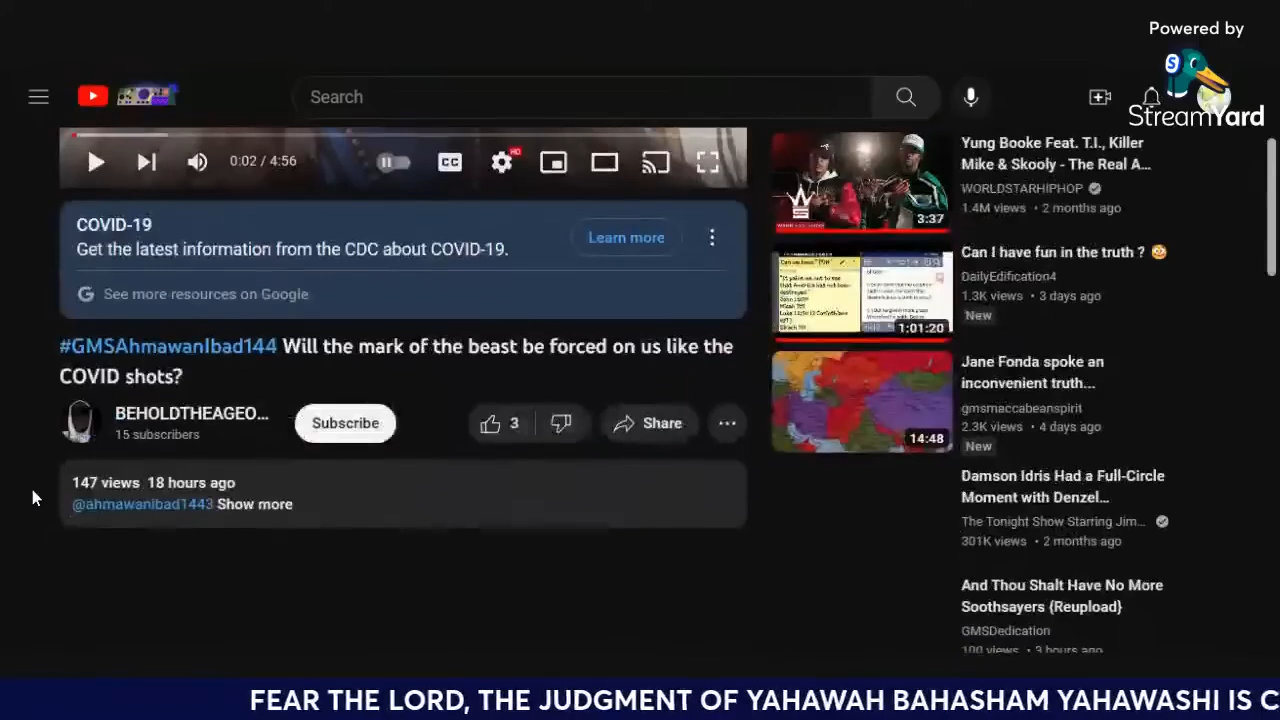 Powered by
StreamYard
Search
0:02 / 4:56
CC
HD
COVID-19
Get the latest information from the CDC about COVID-19.
Learn more
on Google
#GMSAhmawanIbad144 Will the mark of the beast be forced on us like the
COVID shots?
BEHOLDTHEAGEO...
15 subscribers
Subscribe
3
Share
147 views 18 hours ago
@ahmawanibad1443 Show more
3:37
Yung Booke Feat. T.I., Killer
Mike & Skooly - The Real A...
WORLDSTARHIPHOP
1.4M views • 2 months ago
1:01:20
Can I have fun in the truth ? 😳
DailyEdification4
1.3K views • 3 days ago
New
14:48
Jane Fonda spoke an
inconvenient truth...
gmsmaccabeanspirit
2.3K views • 4 days ago
New
Damson Idris Had a Full-Circle
Moment with Denzel...
The Tonight Show Starring Jim...
301K views • 2 months ago
And Thou Shalt Have No More
Soothsayers {Reupload}
GMSDedication
100 views • 3 hours ago
FEAR THE LORD, THE JUDGMENT OF YAHAWAH BAHASHAM YAHAWASHI IS C